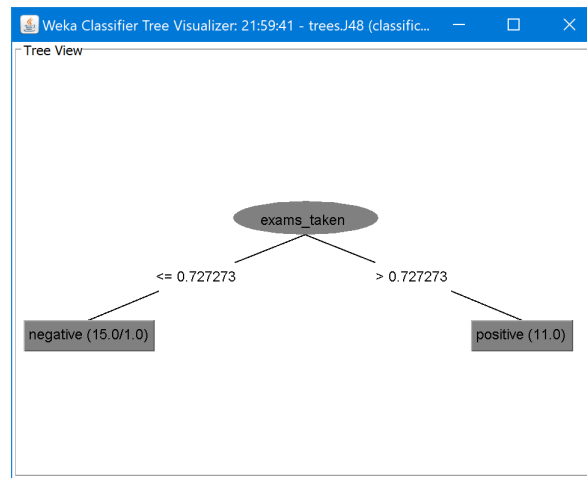 Weka Classifier Tree Visualizer: 21:59:41 - trees.J48 (classific...
Tree View
exams_taken
<= 0.727273
> 0.727273
negative (15.0/1.0)
positive (11.0)